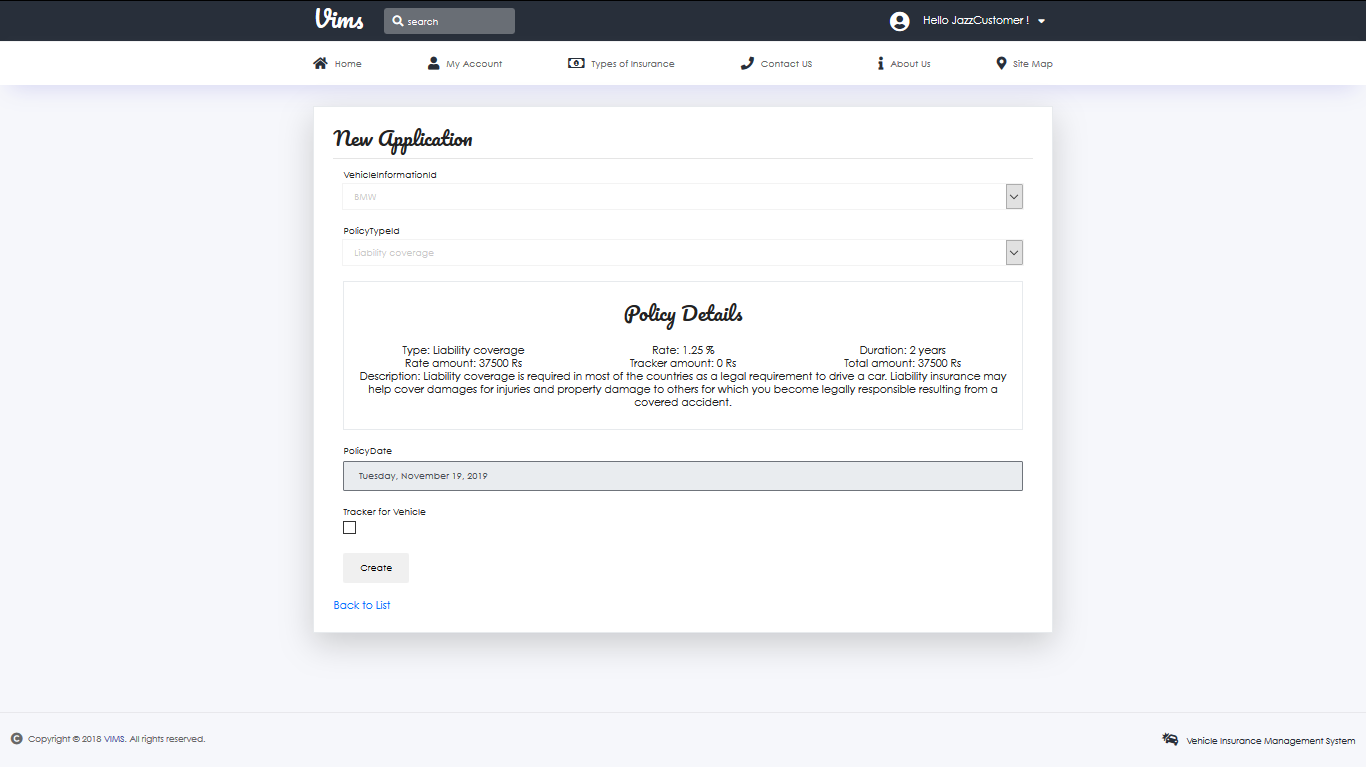 Vims
search
Hello JazzCustomer !
Home
My Account
Types of Insurance
Contact US
About Us
Site Map
New Application
VehicleInformationId
BMW
PolicyTypeId
Liability coverage
Policy Details
Type: Liability coverage
Rate: 1.25 %
Duration: 2 years
Rate amount: 37500 Rs
Tracker amount: 0 Rs
Total amount: 37500 Rs
Description: Liability coverage is required in most of the countries as a legal requirement to drive a car. Liability insurance may
help cover damages for injuries and property damage to others for which you become legally responsible resulting from a
covered accident.
PolicyDate
Tuesday, November 19, 2019
Tracker for Vehicle
Create
Back to List
Copyright © 2018 VIMS. All rights reserved.
Vehicle Insurance Management System